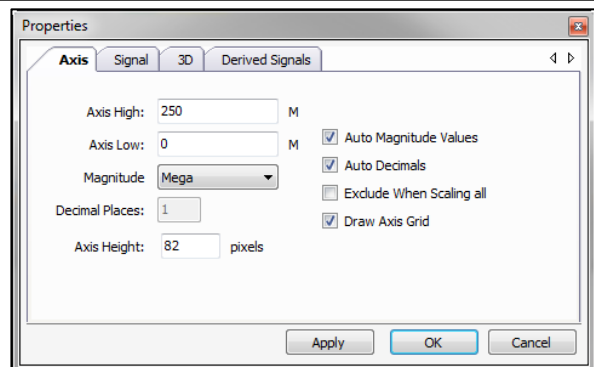 Properties
Axis Signal 3D Derived Signals
Axis High: 250 M
Axis Low: 0 M
Magnitude Mega
Decimal Places: 1
Axis Height: 82 pixels
Auto Magnitude Values
Auto Decimals
Exclude When Scaling all
Draw Axis Grid
Apply OK Cancel